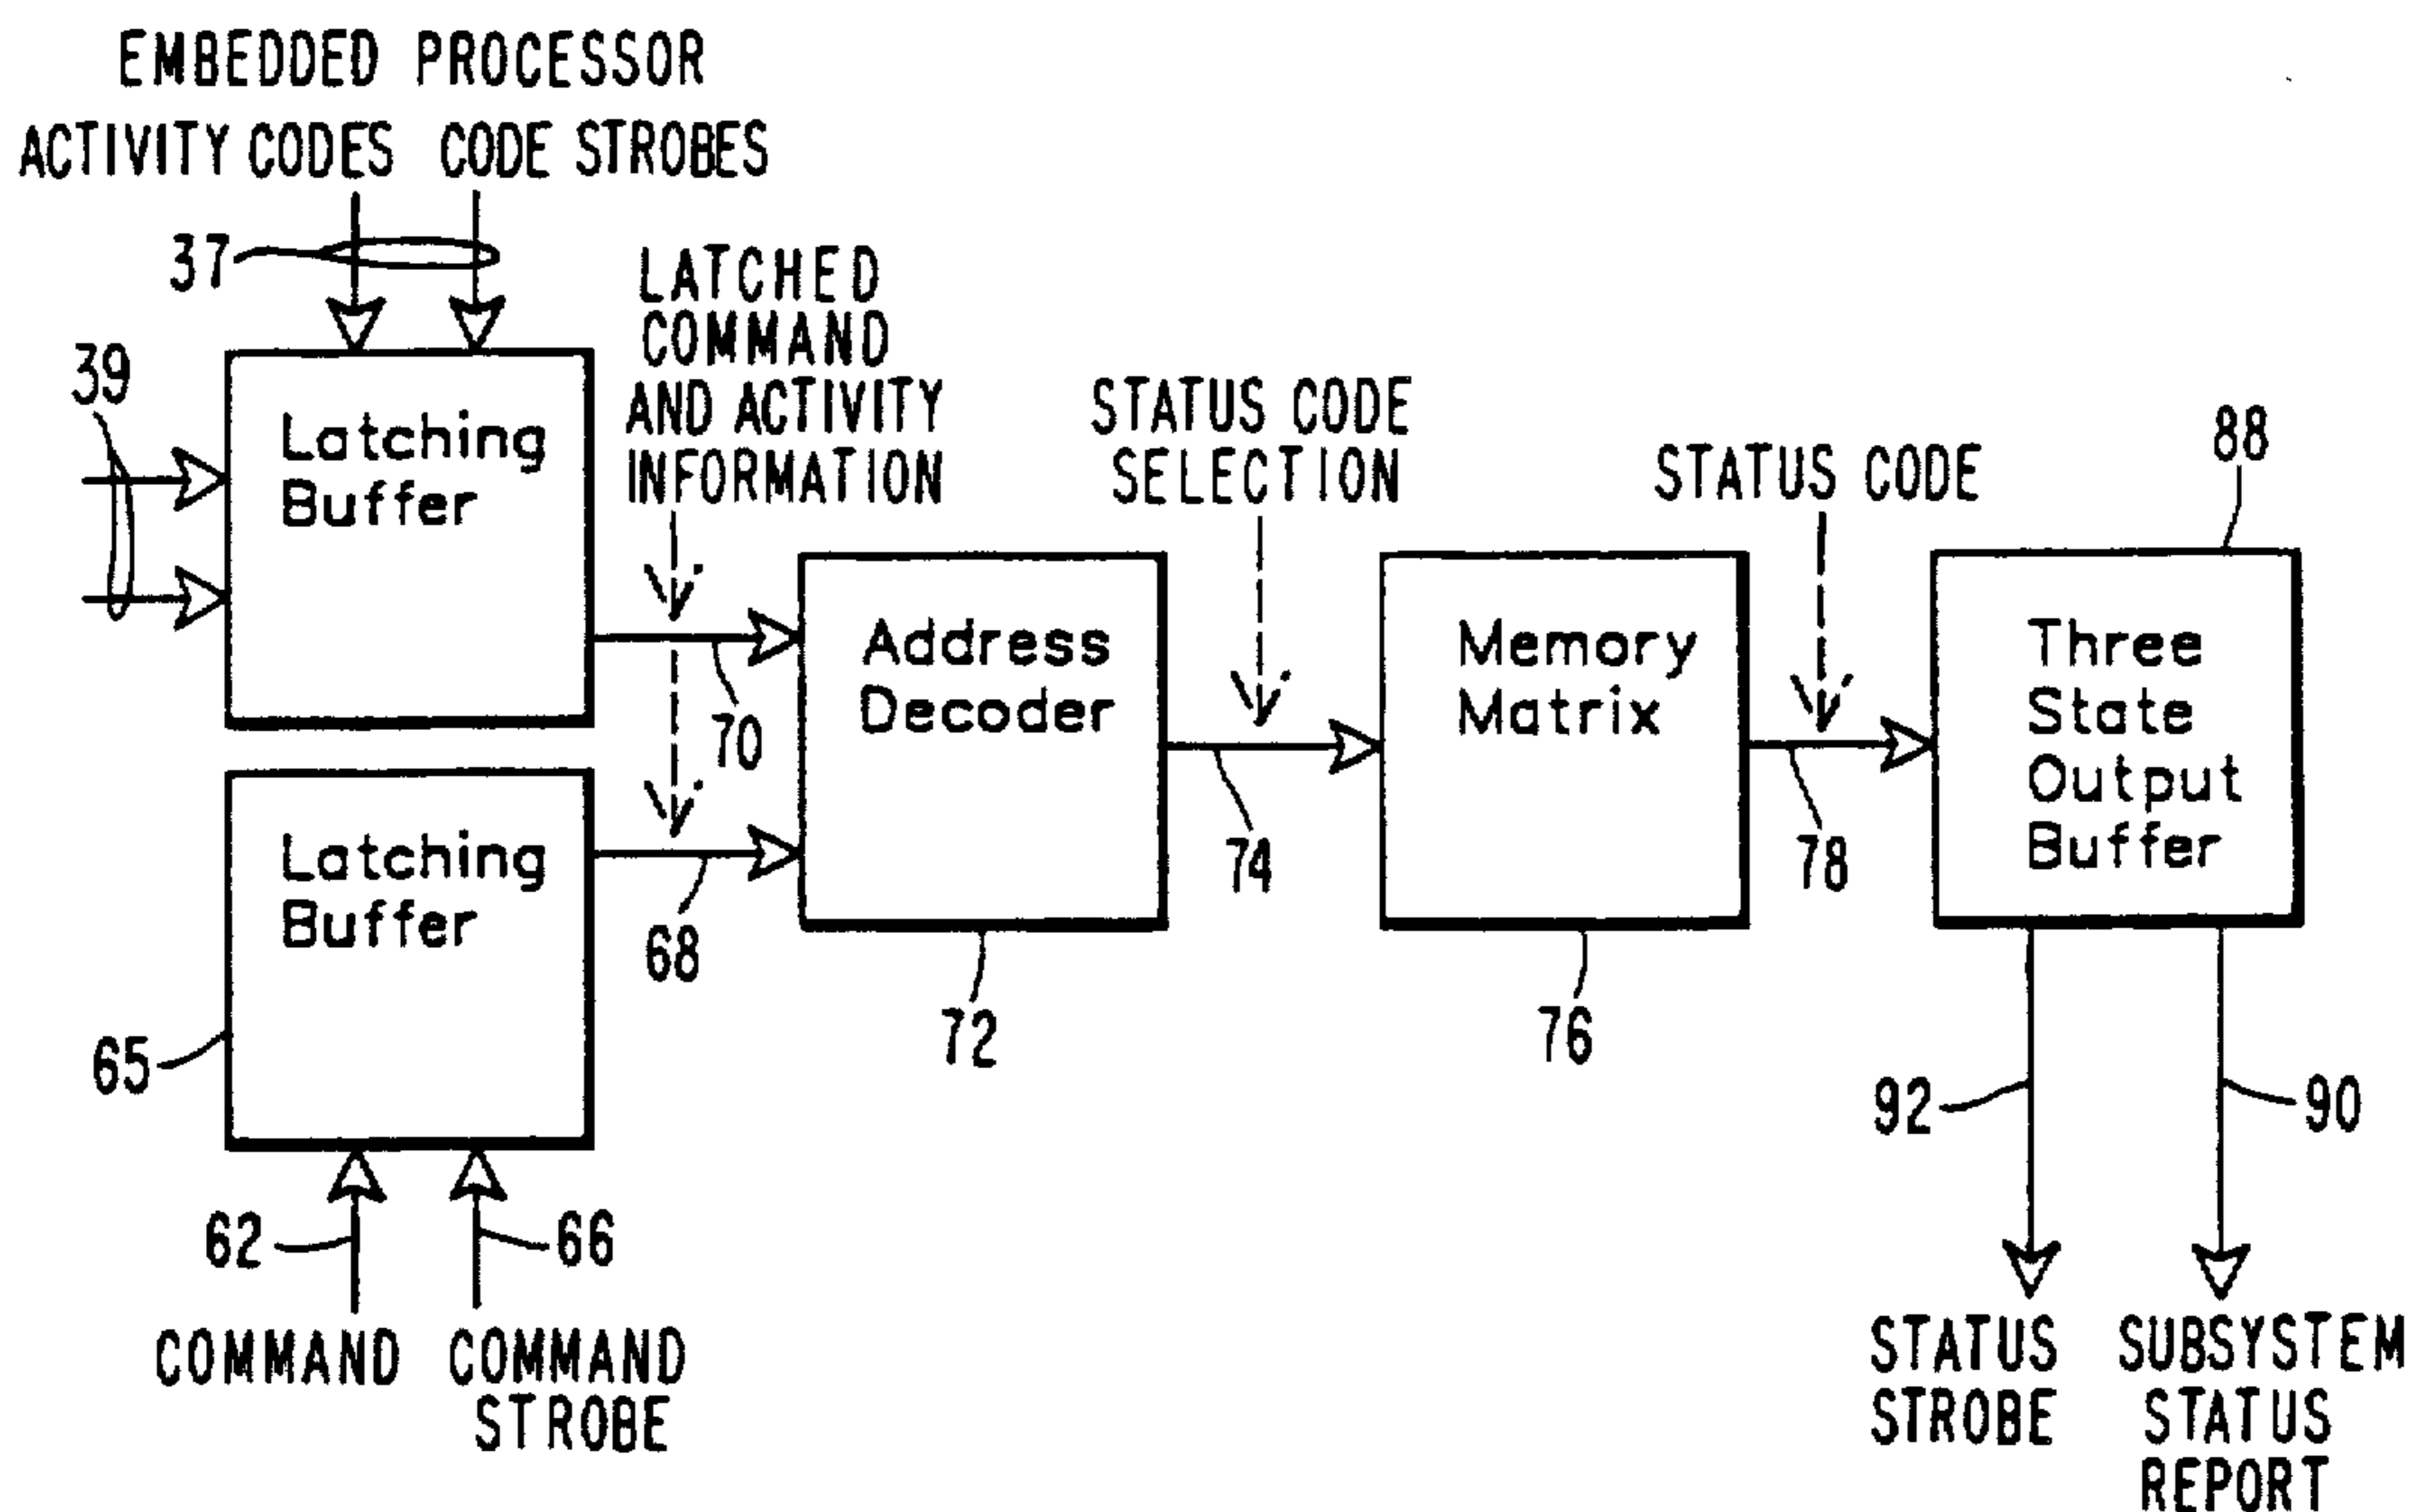 EMBEDDED PROCESSOR
ACTIVITY CODES CODE STROBES
37
39
LATCHED
COMMAND
AND ACTIVITY
INFORMATION
Latching
Buffer
STATUS CODE
SELECTION
STATUS CODE
88
70
Address
Decoder
Memory
Matrix
Three
State
Output
Buffer
74
78
Latching
Buffer
68
72
76
65
92
90
62
66
COMMAND
COMMAND
STROBE
STATUS
STROBE
SUBSYSTEM
STATUS
REPORT